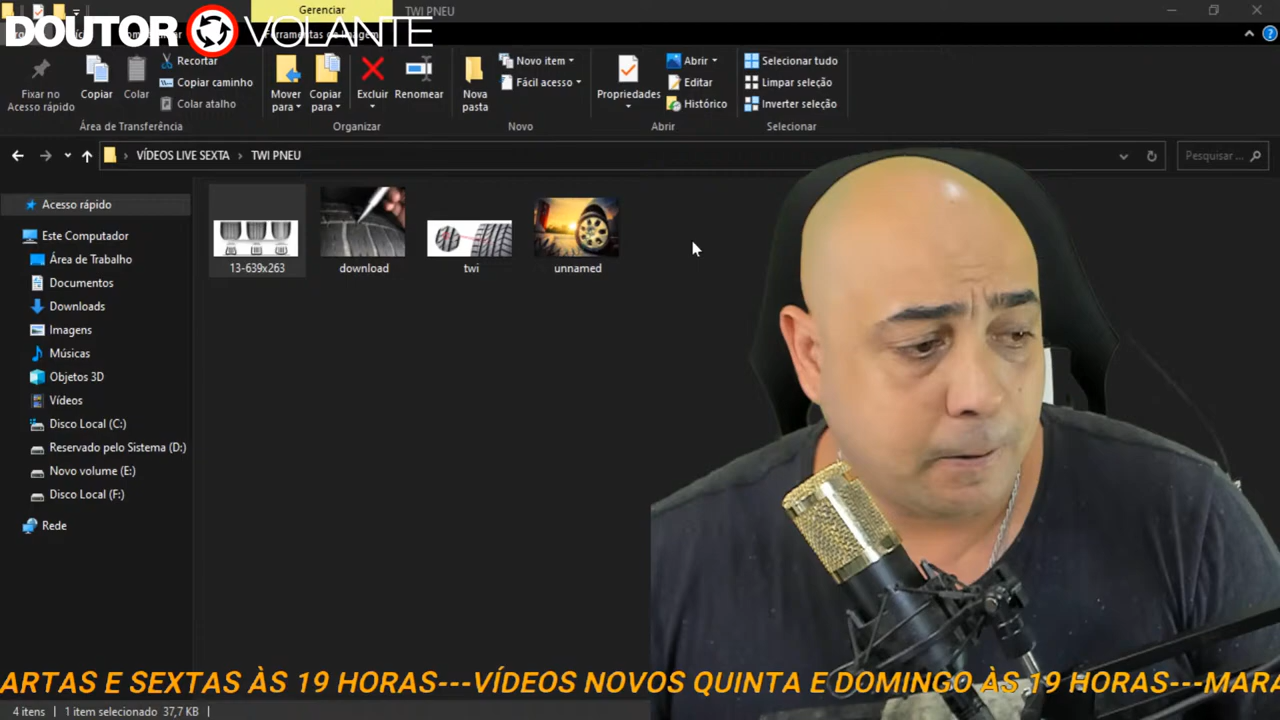 Gerenciar
TWI PNEU
DOUTOR VOLANTE
Ferramentas de Imagem
Fixar no
Acesso rápido
Copiar
Colar
Recortar
Copiar caminho
Colar atalho
Área de Transferência
Mover
para
Copiar
para
Excluir
Renomear
Organizar
Nova
pasta
Novo item
Fácil acesso
Novo
Propriedades
Abrir
Editar
Histórico
Abrir
Selecionar tudo
Limpar seleção
Inverter seleção
Selecionar
VÍDEOS LIVE SEXTA › TWI PNEU
Pesquisar ...
Acesso rápido
Este Computador
Área de Trabalho
Documentos
Downloads
Imagens
Músicas
Objetos 3D
Vídeos
Disco Local (C:)
Reservado pelo Sistema (D:)
Novo volume (E:)
Disco Local (F:)
Rede
13-639x263
download
twi
unnamed
ARTAS E SEXTAS ÀS 19 HORAS---VÍDEOS NOVOS QUINTA E DOMINGO ÀS 19 HORAS---MARA
4 itens
1 item selecionado 37,7 KB